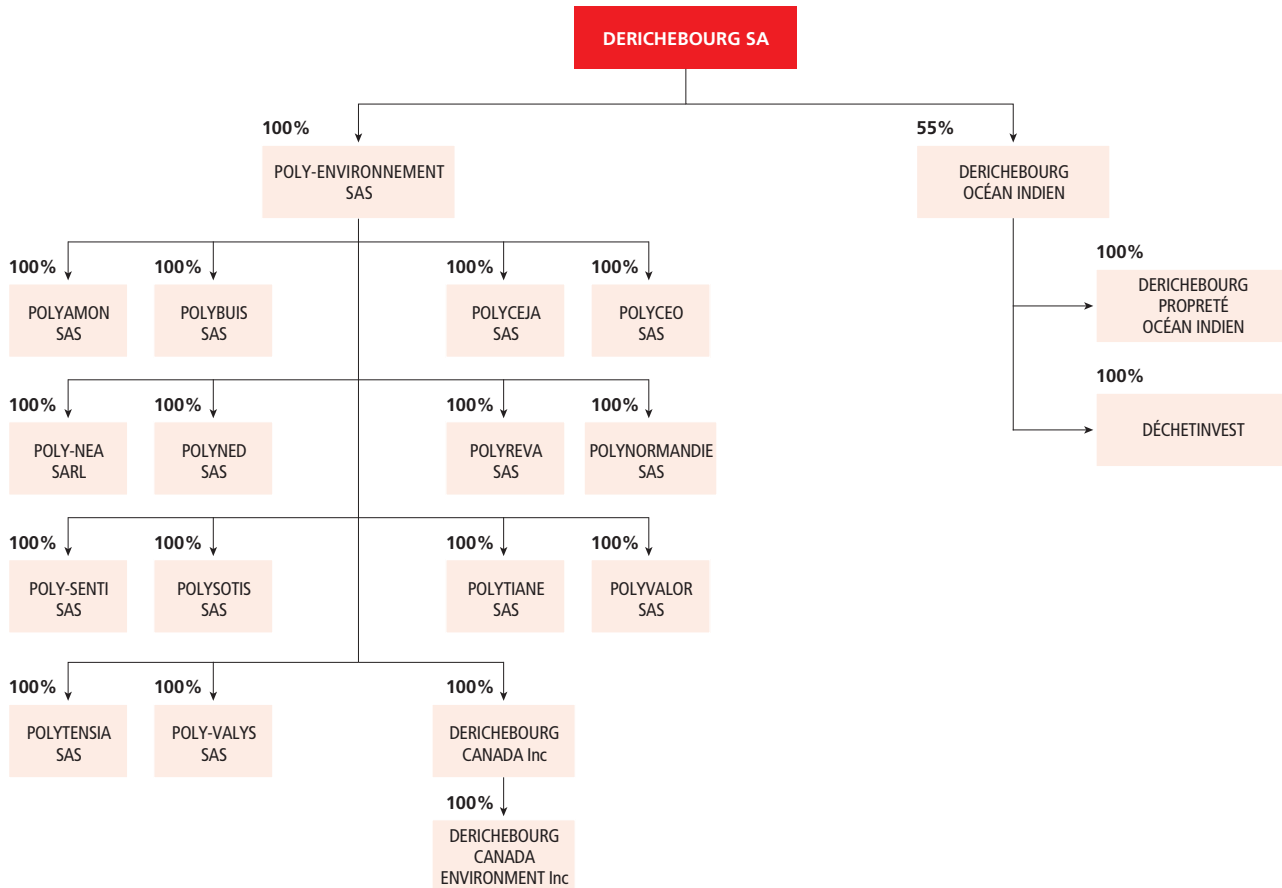 DERICHEBOURG SA
100%
POLY-ENVIRONNEMENT
SAS
55%
DERICHEBOURG
OCÉAN INDIEN
100%
POLYAMON
SAS
100%
POLYBUIS
SAS
100%
POLYCEJA
SAS
100%
POLYCEO
SAS
100%
DERICHEBOURG
PROPRETÉ
OCÉAN INDIEN
100%
POLY-NEA
SARL
100%
POLYNED
SAS
100%
POLYREVA
SAS
100%
POLYNORMANDIE
SAS
100%
DÉCHETINVEST
100%
POLY-SENTI
SAS
100%
POLYSOTIS
SAS
100%
POLYTIANE
SAS
100%
POLYVALOR
SAS
100%
POLYTENSIA
SAS
100%
POLY-VALYS
SAS
100%
DERICHEBOURG
CANADA Inc
100%
DERICHEBOURG
CANADA
ENVIRONMENT Inc